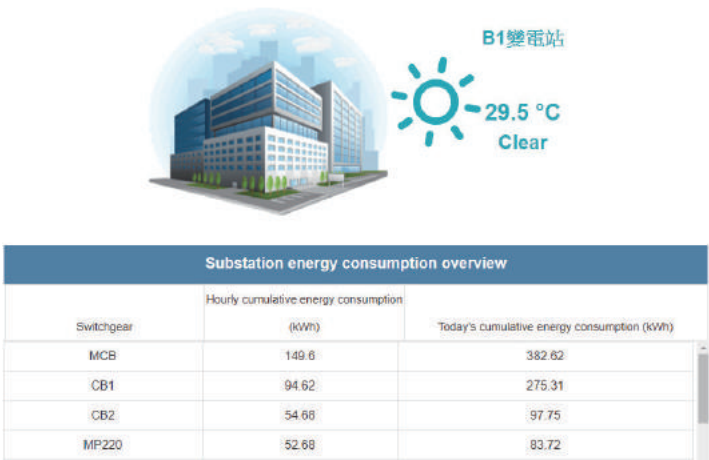 B1變電站
29.5 °C
Clear
Substation energy consumption overview
Switchgear Hourly cumulative energy consumption (kWh) Today's cumulative energy consumption (kWh)
MCB 149.6 382.62
CB1 94.62 275.31
CB2 54.68 97.75
MP220 52.68 83.72